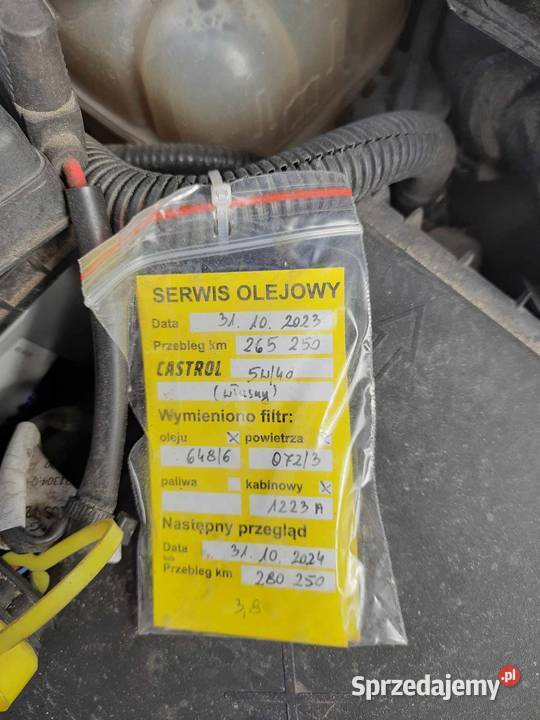 SERWIS OLEJOWY
Data 31. 10. 2023
Przebieg km 265 250
CASTROL 5W/40
(własny)
Wymieniono filtr:
oleju X powietrza X
648/6 072/3
paliwa kabinowy X
1223 A
Następny przegląd
Data 31. 10. 2024
lub
Przebieg km 280 250
3,8
Sprzedajemy.pl